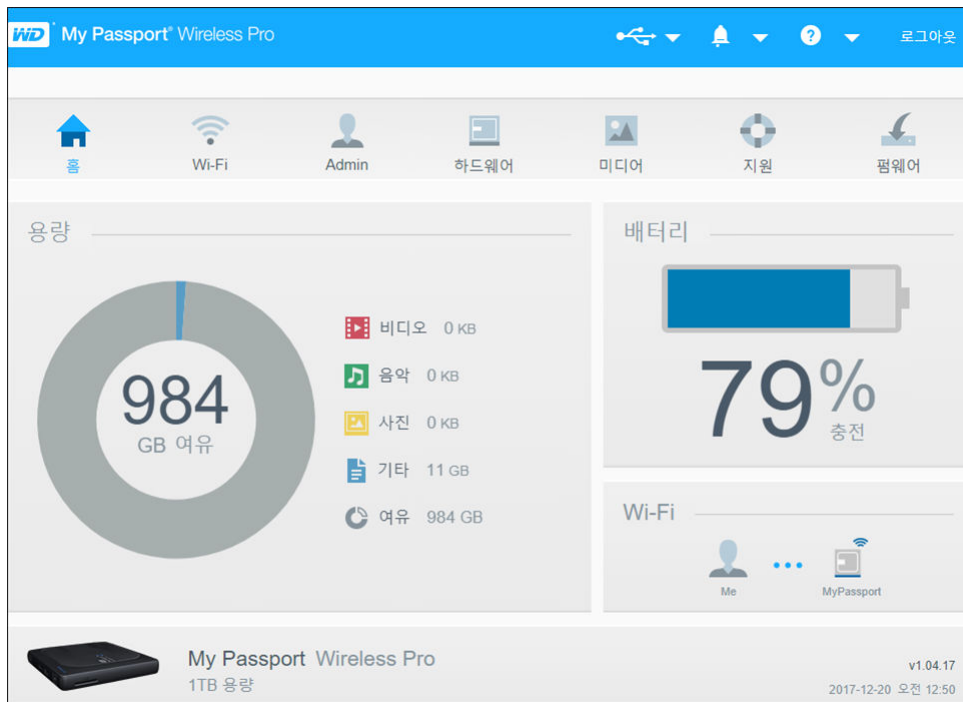 WD My Passport® Wireless Pro
로그아웃
홈 Wi-Fi Admin 하드웨어 미디어 지원 펌웨어
용량
984
GB 여유
비디오 0 KB
음악 0 KB
사진 0 KB
기타 11 GB
여유 984 GB
배터리
79%
충전
Wi-Fi
Me MyPassport
My Passport Wireless Pro
1TB 용량
v1.04.17
2017-12-20 오전 12:50